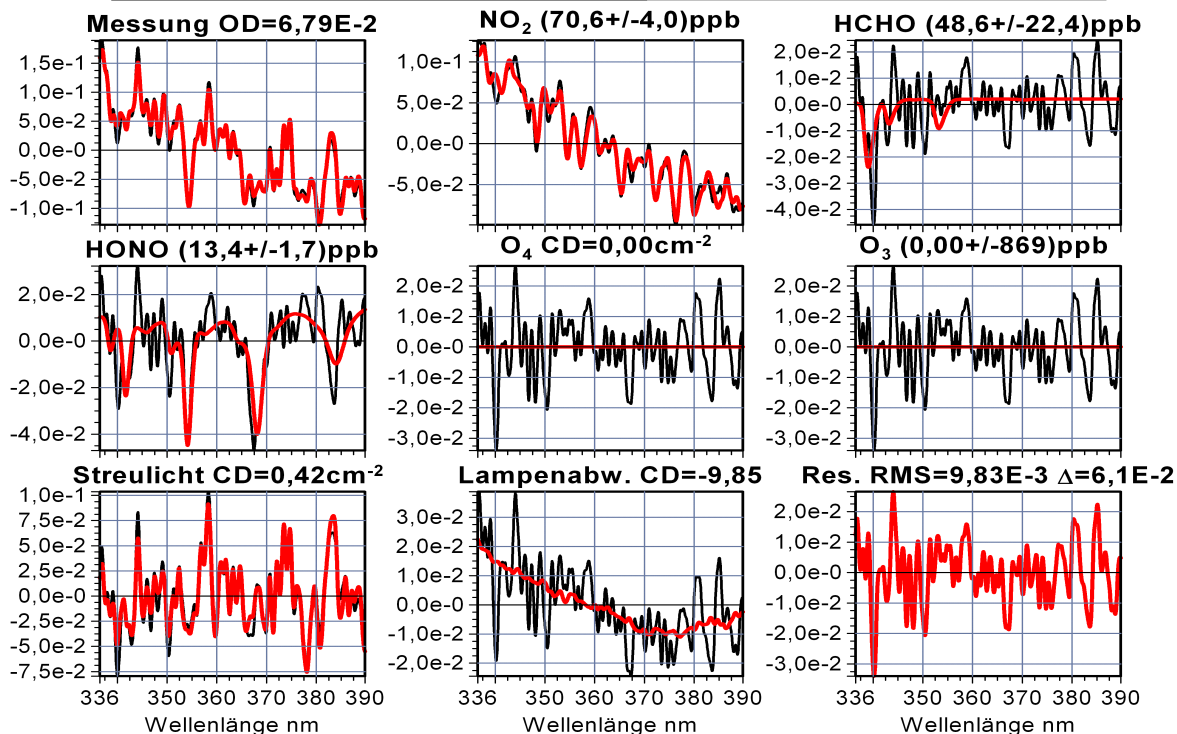 Messung OD=6,79E-2
NO2 (70,6+/-4,0)ppb
HCHO (48,6+/-22,4)ppb
1,5e-1
1,0e-1
5,0e-2
0,0e-0
-5,0e-2
-1,0e-1
1,0e-1
5,0e-2
0,0e-0
-5,0e-2
2,0e-2
1,0e-2
0,0e-0
-1,0e-2
-2,0e-2
-3,0e-2
-4,0e-2
HONO (13,4+/-1,7)ppb
O4 CD=0,00cm-2
O3 (0,00+/-869)ppb
2,0e-2
0,0e-0
-2,0e-2
-4,0e-2
2,0e-2
1,0e-2
0,0e-0
-1,0e-2
-2,0e-2
-3,0e-2
2,0e-2
1,0e-2
0,0e-0
-1,0e-2
-2,0e-2
-3,0e-2
Streulicht CD=0,42cm-2
Lampenabw. CD=-9,85
Res. RMS=9,83E-3 Δ=6,1E-2
1,0e-1
7,5e-2
5,0e-2
2,5e-2
0,0e-0
-2,5e-2
-5,0e-2
-7,5e-2
3,0e-2
2,0e-2
1,0e-2
0,0e-0
-1,0e-2
-2,0e-2
2,0e-2
1,0e-2
0,0e-0
-1,0e-2
-2,0e-2
-3,0e-2
336 350 360 370 380 390
336 350 360 370 380 390
336 350 360 370 380 390
Wellenlänge nm
Wellenlänge nm
Wellenlänge nm